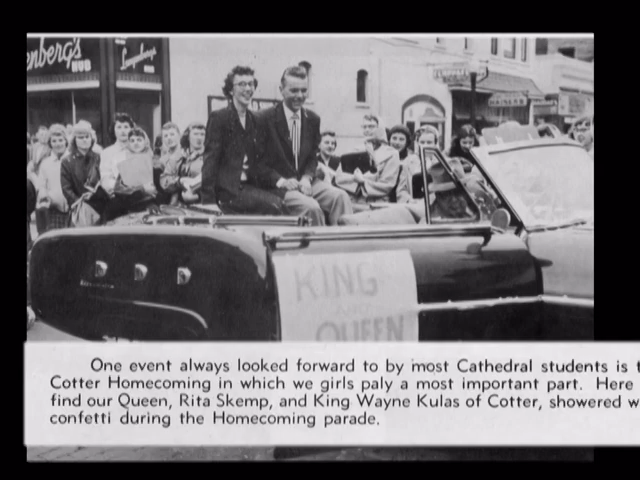 enberg's
HUB
KING
AND
QUEEN
One event always looked forward to by most Cathedral students is t
Cotter Homecoming in which we girls paly a most important part. Here
find our Queen, Rita Skemp, and King Wayne Kulas of Cotter, showered w
confetti during the Homecoming parade.